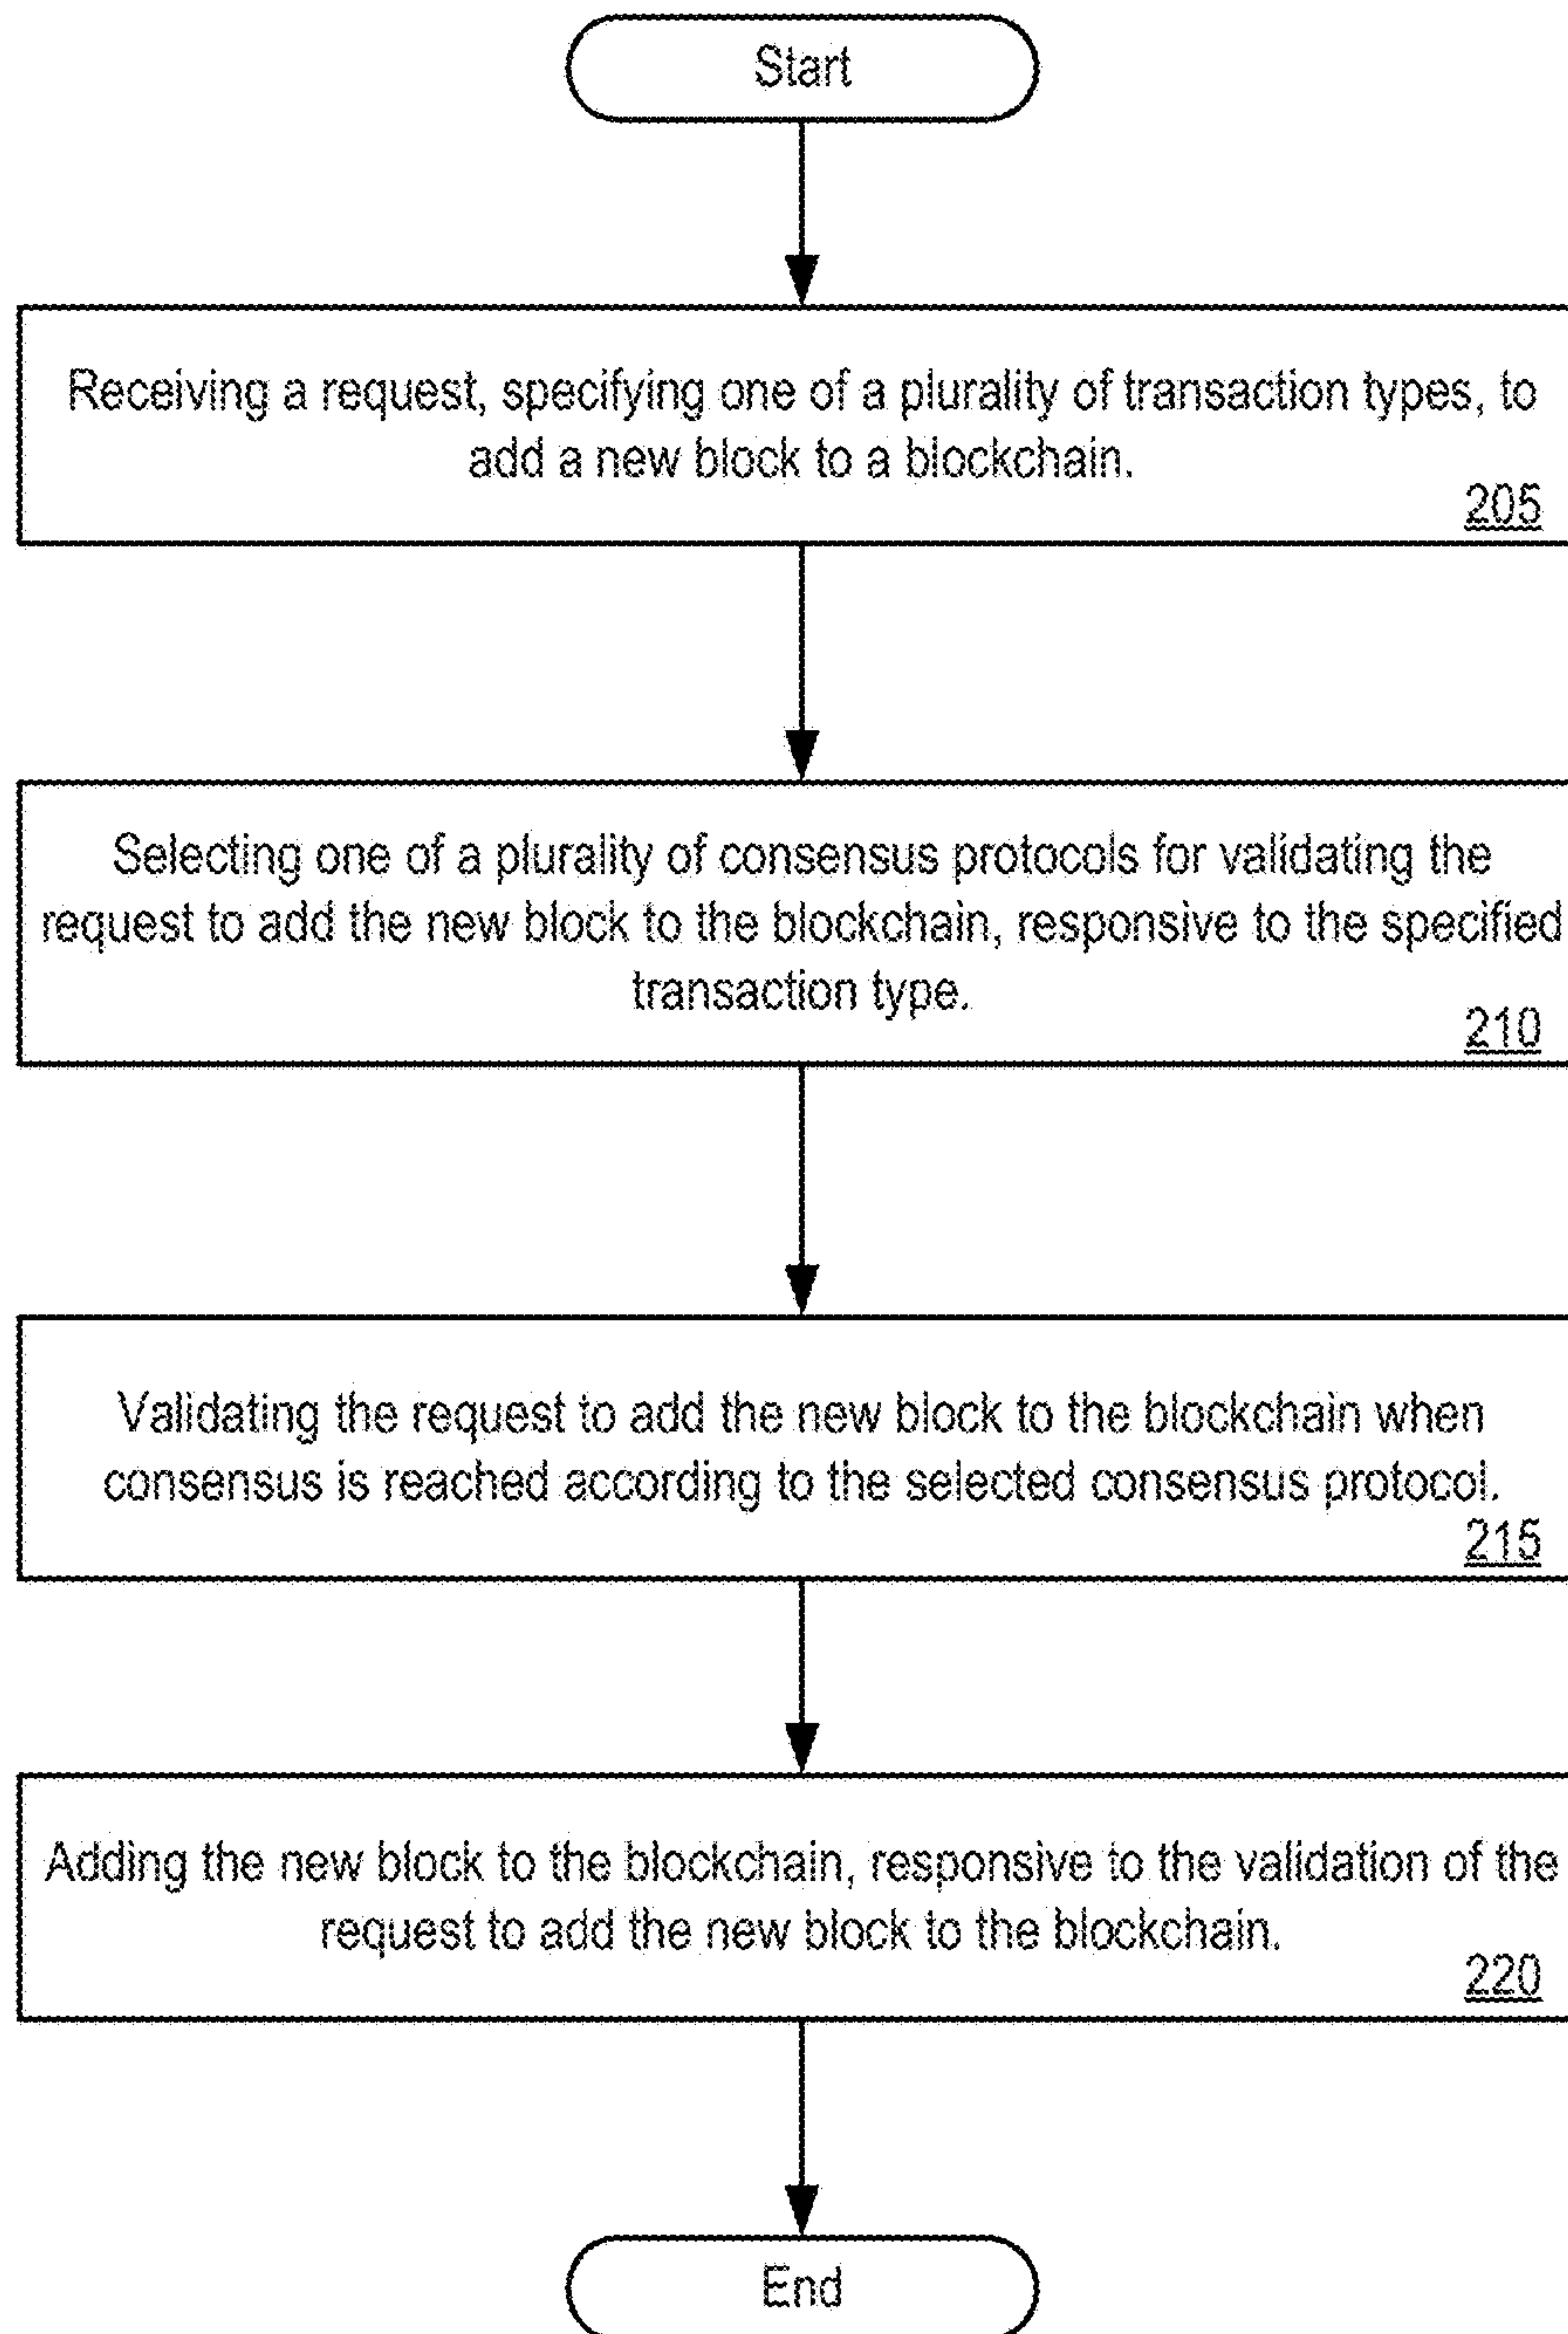 Start
Receiving a request, specifying one of a plurality of transaction types, to
add a new block to a blockchain.
205
Selecting one of a plurality of consensus protocols for validating the
request to add the new block to the blockchain, responsive to the specified
transaction type.
210
Validating the request to add the new block to the blockchain when
consensus is reached according to the selected consensus protocol.
215
Adding the new block to the blockchain, responsive to the validation of the
request to add the new block to the blockchain.
220
End